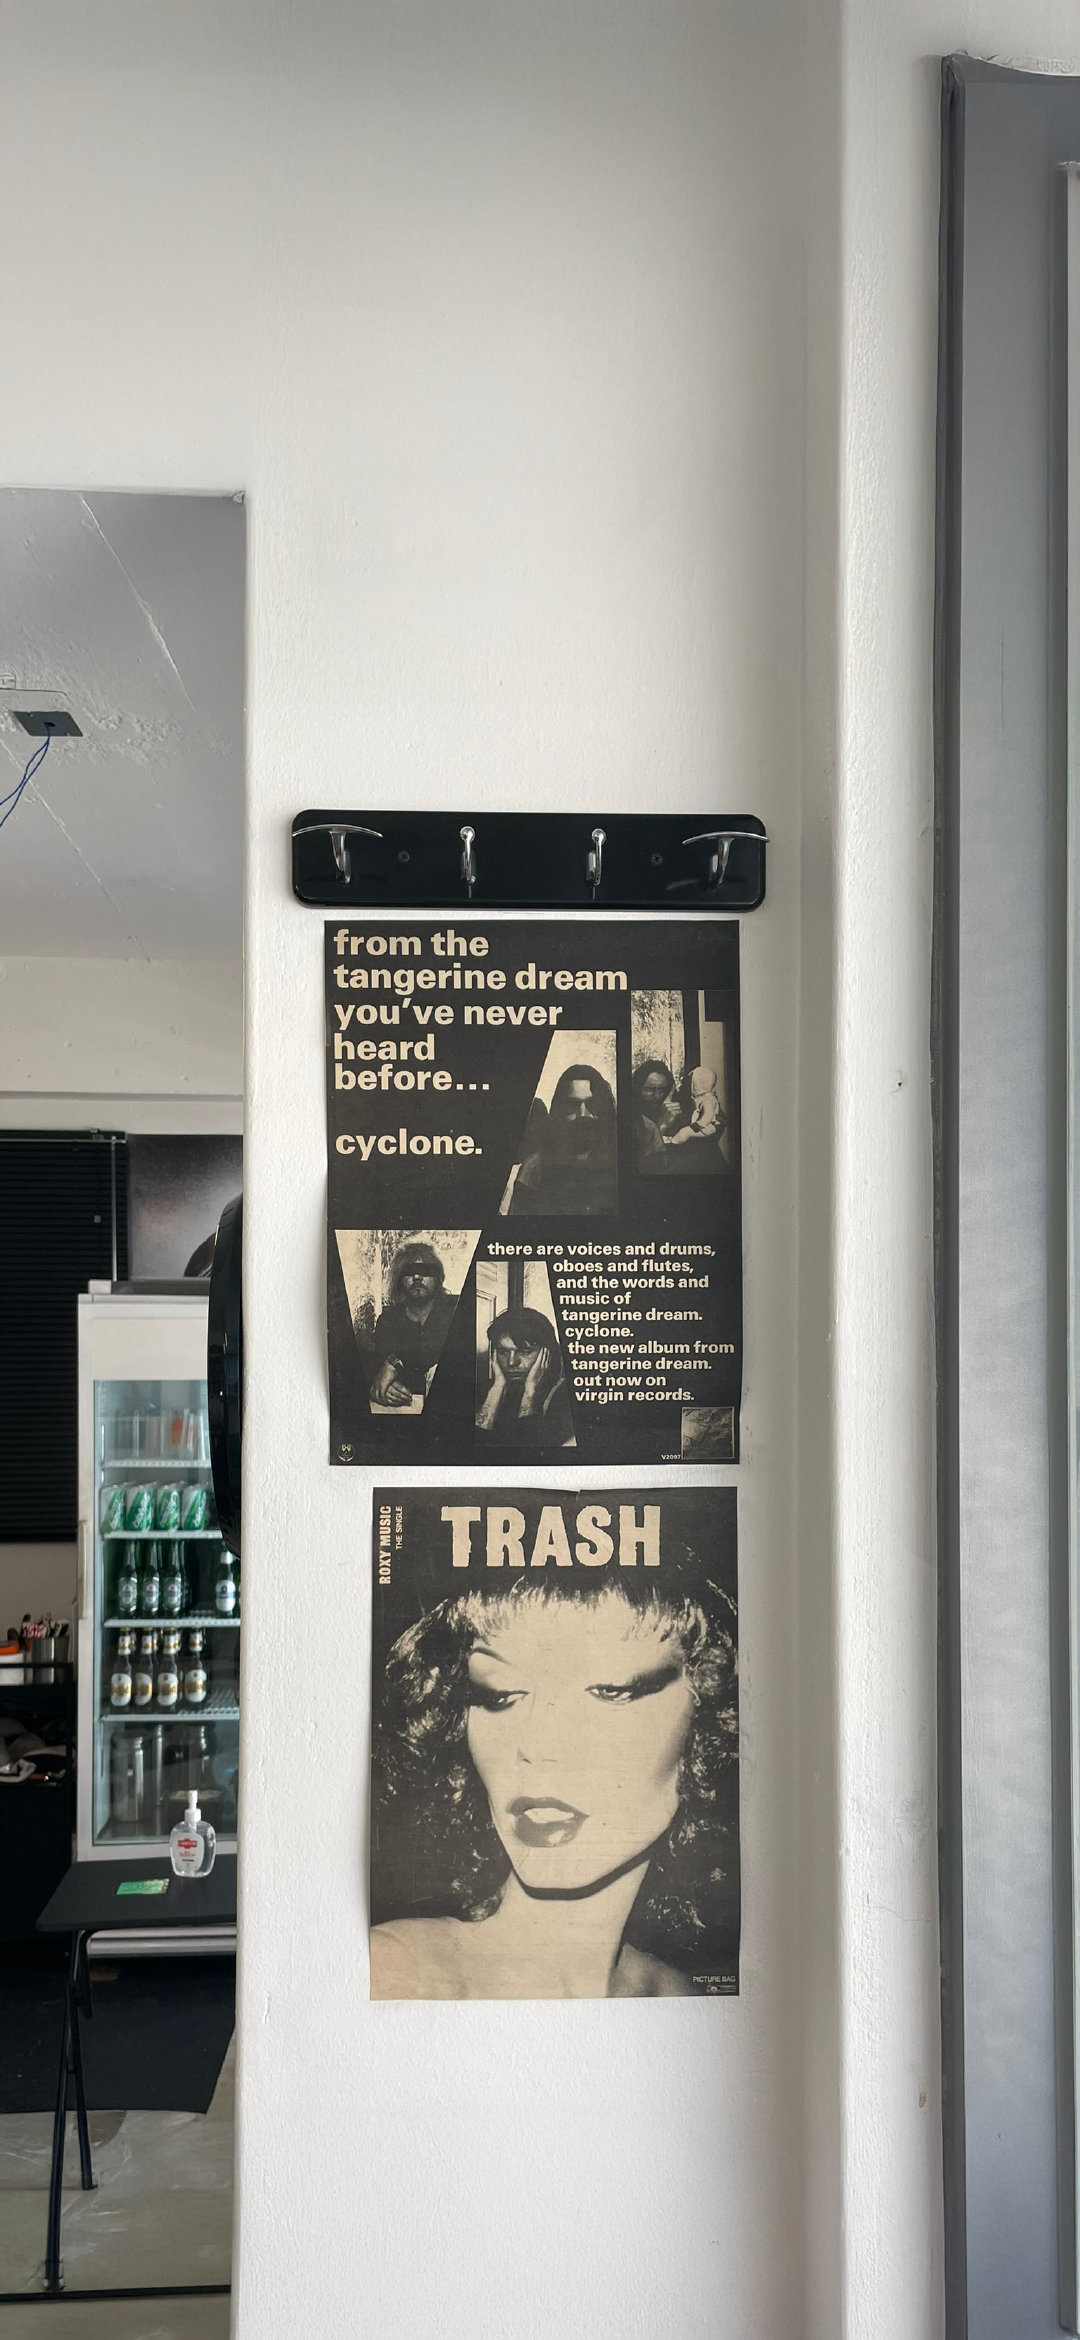 from the
tangerine dream
you've never
heard
before...
cyclone.
there are voices and drums,
oboes and flutes,
and the words and
music of
tangerine dream.
cyclone.
the new album from
tangerine dream.
out now on
virgin records.
V2097
ROXY MUSIC
THE SINGLE
TRASH
PICTURE BAG